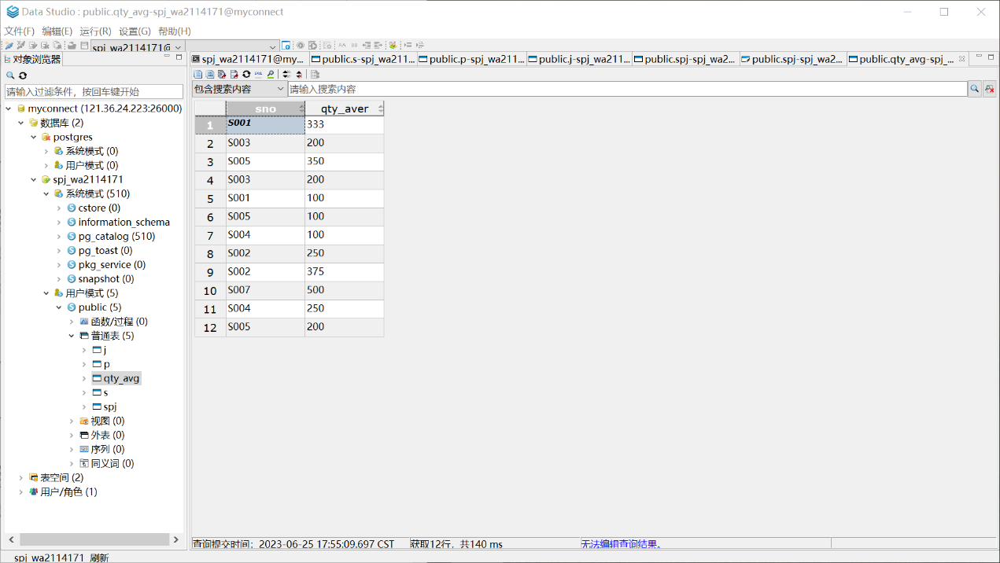 Data Studio : public.qty_avg-spj_wa2114171@myconnect
文件(F) 编辑(E) 运行(R) 设置(G) 帮助(H)
spj_wa2114171@
对象浏览器
spj_wa2114171@my...
public.s-spj_wa211...
public.p-spj_wa211...
public.j-spj_wa211...
public.spj-spj_wa2...
public.spj-spj_wa2...
public.qty_avg-spj_...
请输入过滤条件，按回车键开始
包含搜索内容
请输入搜索内容
myconnect (121.36.24.223:26000)
数据库 (2)
postgres
系统模式 (0)
用户模式 (0)
spj_wa2114171
系统模式 (510)
cstore (0)
information_schema
pg_catalog (510)
pg_toast (0)
pkg_service (0)
snapshot (0)
用户模式 (5)
public (5)
函数/过程 (0)
普通表 (5)
j
p
qty_avg
s
spj
视图 (0)
外表 (0)
序列 (0)
同义词 (0)
表空间 (2)
用户/角色 (1)
sno qty_aver
1 S001 333
2 S003 200
3 S005 350
4 S003 200
5 S001 100
6 S005 100
7 S004 100
8 S002 250
9 S002 375
10 S007 500
11 S004 250
12 S005 200
查询提交时间：2023-06-25 17:55:09.697 CST
获取12行，共140 ms
无法编辑查询结果。
spj_wa2114171 刷新